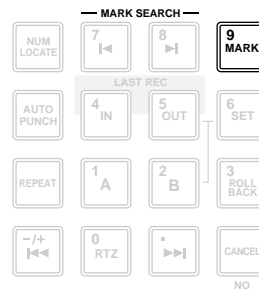 MARK SEARCH
NUM LOCATE
7
8
9 MARK
LAST REC
AUTO PUNCH
4 IN
5 OUT
6 SET
REPEAT
1 A
2 B
3 ROLL BACK
−/+
0 RTZ
.
CANCEL
NO